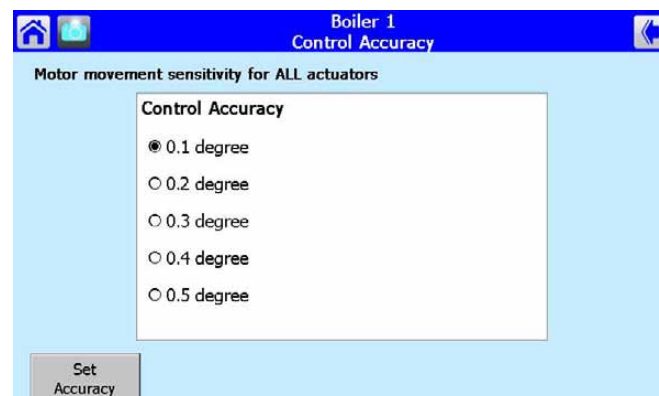 Boiler 1
Control Accuracy
Motor movement sensitivity for ALL actuators
Control Accuracy
0.1 degree
0.2 degree
0.3 degree
0.4 degree
0.5 degree
Set
Accuracy